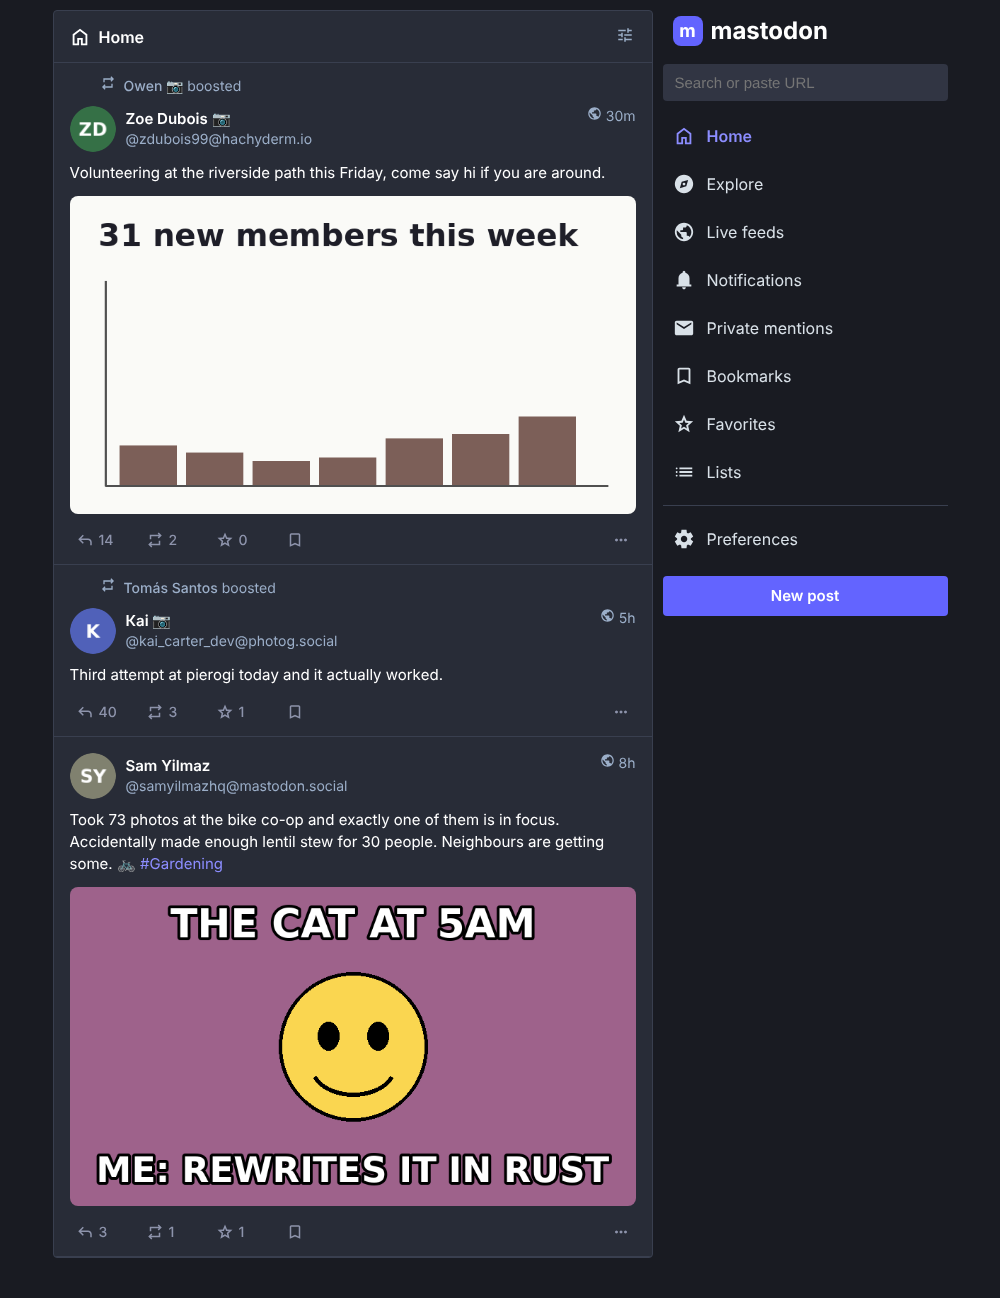 Home
Owen 📷 boosted
ZD
Zoe Dubois 📷
30m
@zdubois99@hachyderm.io
Volunteering at the riverside path this Friday, come say hi if you are around.
31 new members this week
14
2
0
Tomás Santos boosted
K
Kai 📷
5h
@kai_carter_dev@photog.social
Third attempt at pierogi today and it actually worked.
40
3
1
SY
Sam Yilmaz
8h
@samyilmazhq@mastodon.social
Took 73 photos at the bike co-op and exactly one of them is in focus.
Accidentally made enough lentil stew for 30 people. Neighbours are getting
some. 🚲 #Gardening
THE CAT AT 5AM
ME: REWRITES IT IN RUST
3
1
1
m
mastodon
Search or paste URL
Home
Explore
Live feeds
Notifications
Private mentions
Bookmarks
Favorites
Lists
Preferences
New post